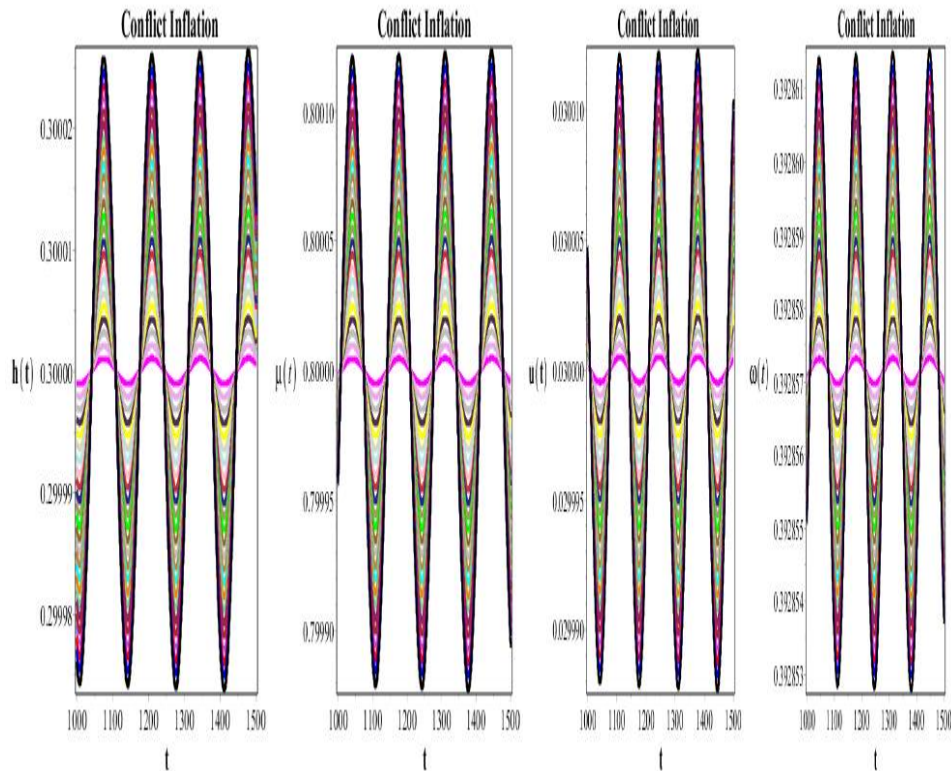 Conflict Inflation
0.30002
0.30001
h(t) 0.30000
0.29999
0.29998
1000 1100 1200 1300 1400 1500
t
Conflict Inflation
0.80010
0.80005
μ(t) 0.80000
0.79995
0.79990
1000 1100 1200 1300 1400 1500
t
Conflict Inflation
0.030010
0.030005
u(t) 0.030000
0.029995
0.029990
1000 1100 1200 1300 1400 1500
t
Conflict Inflation
0.392861
0.392860
0.392859
0.392858
ω(t) 0.392857
0.392856
0.392855
0.392854
0.392853
1000 1100 1200 1300 1400 1500
t